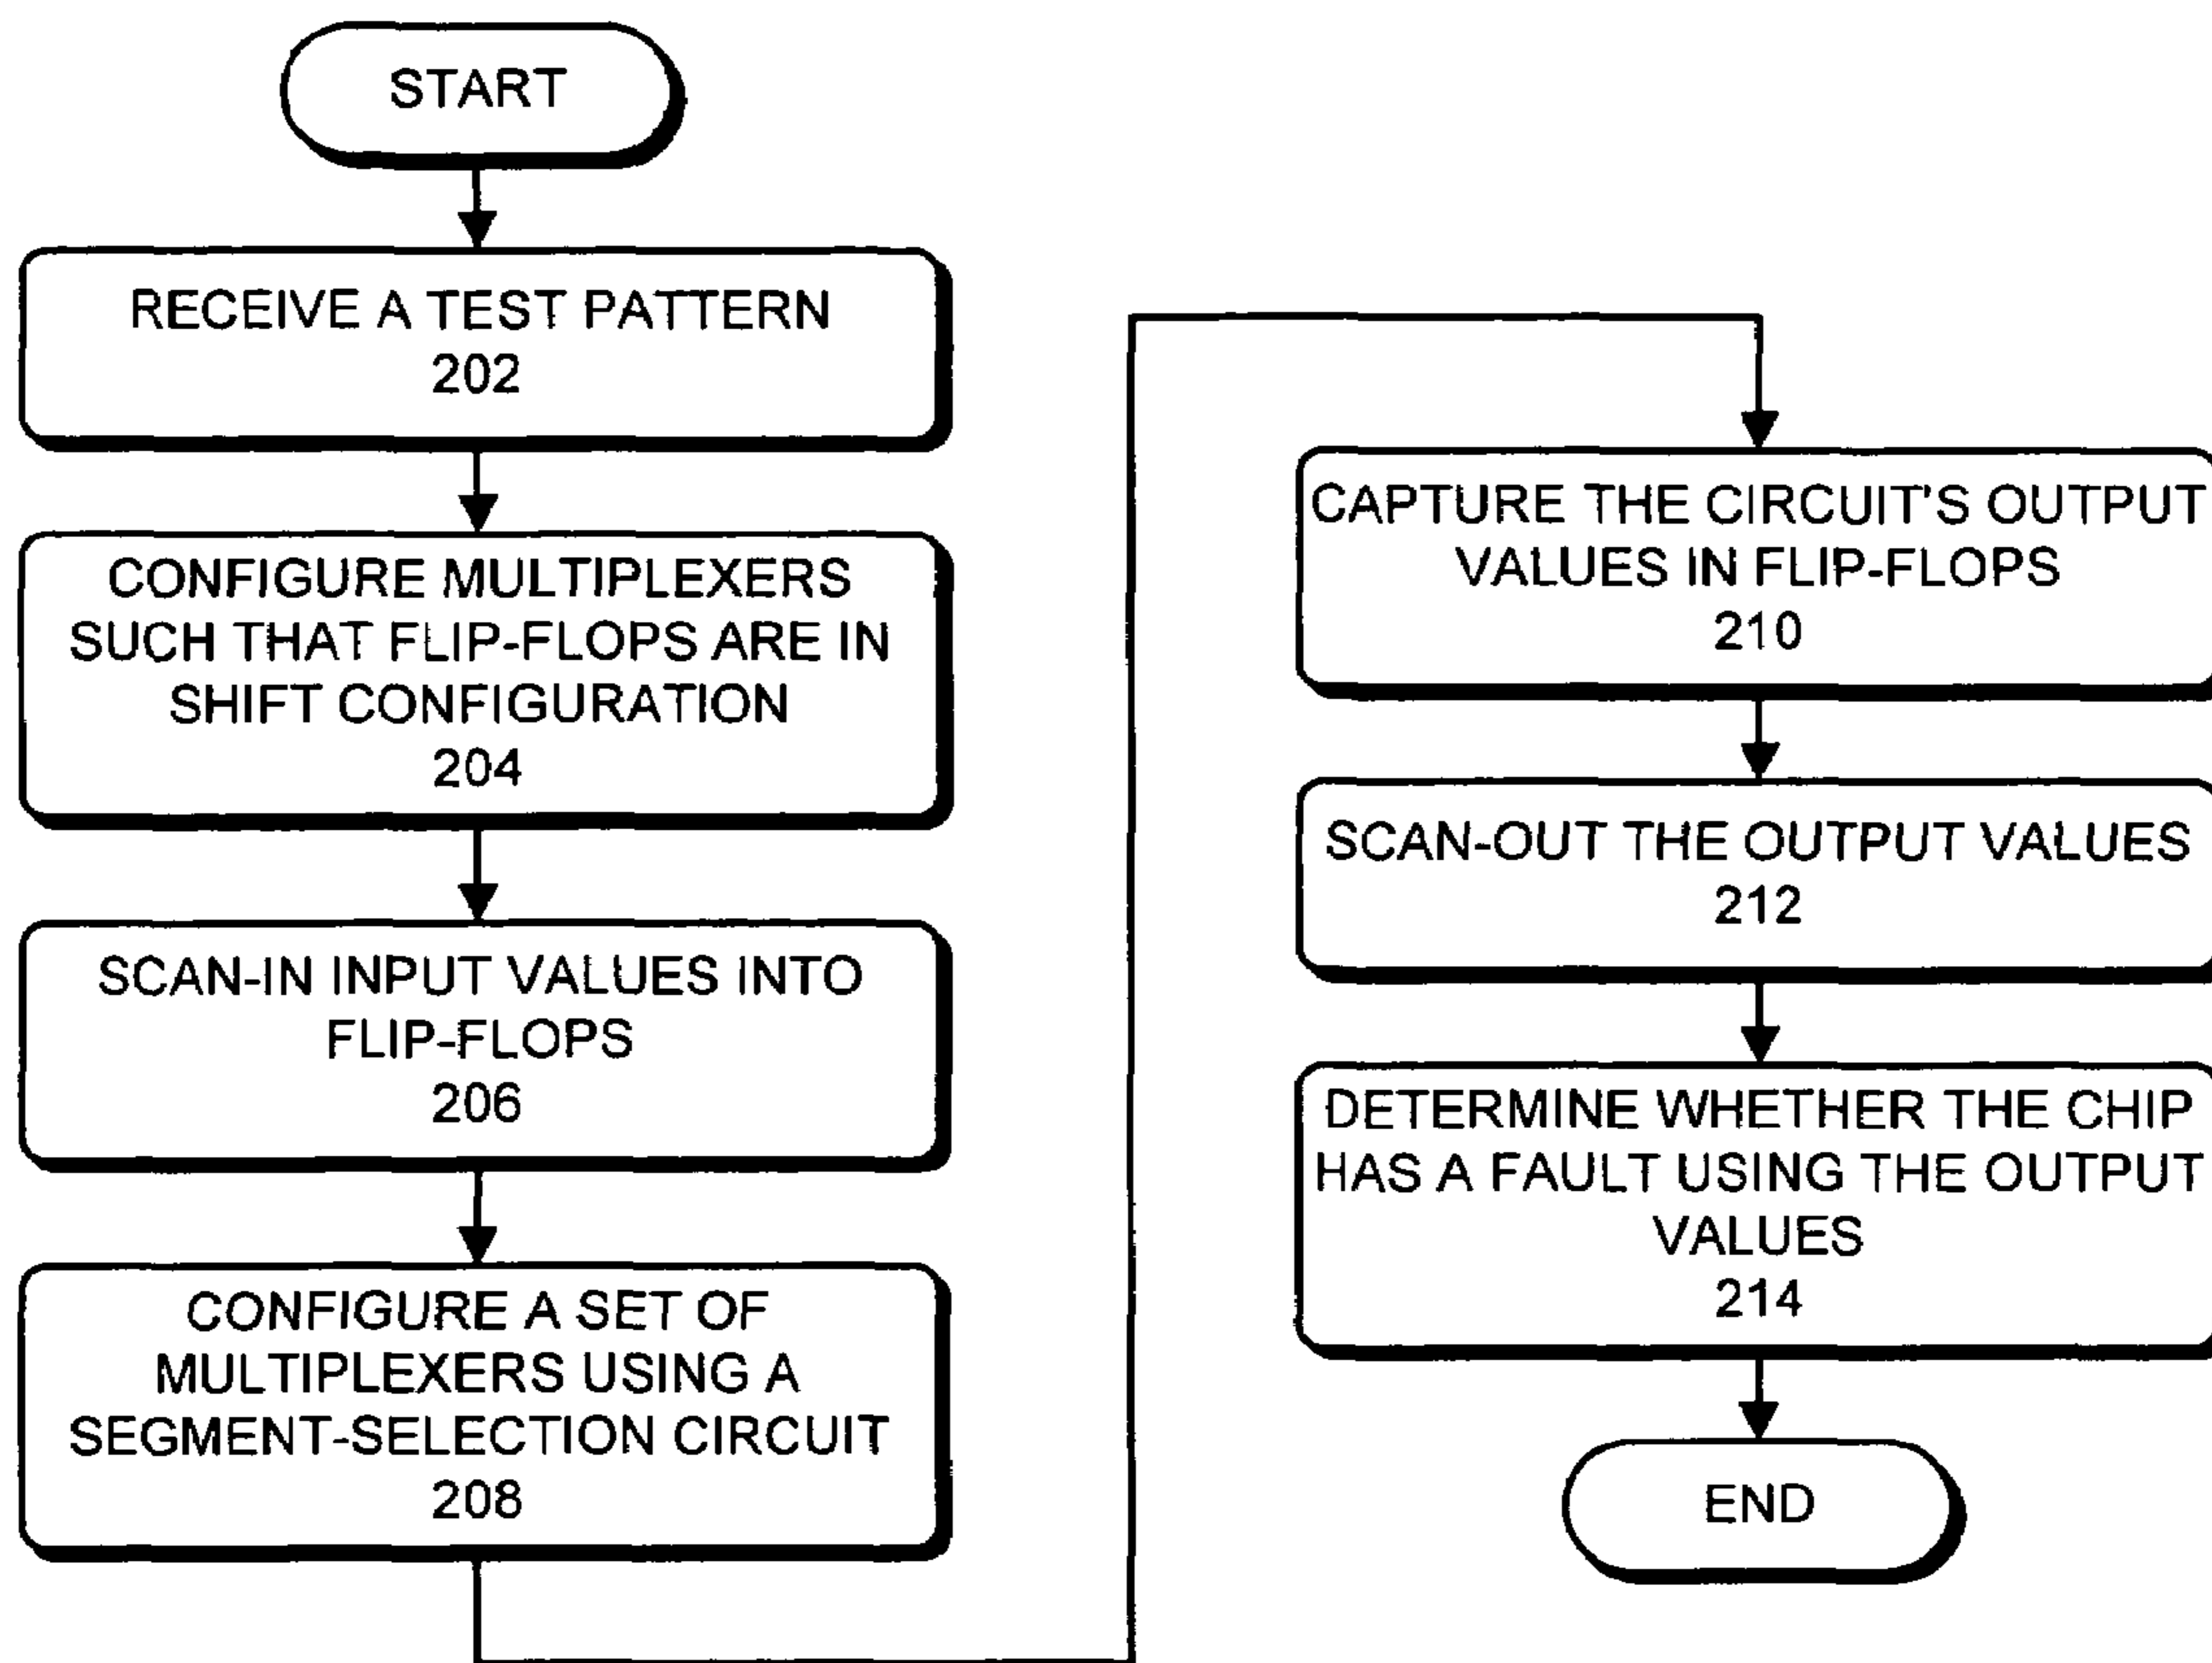 START
RECEIVE A TEST PATTERN
202
CONFIGURE MULTIPLEXERS
SUCH THAT FLIP-FLOPS ARE IN
SHIFT CONFIGURATION
204
SCAN-IN INPUT VALUES INTO
FLIP-FLOPS
206
CONFIGURE A SET OF
MULTIPLEXERS USING A
SEGMENT-SELECTION CIRCUIT
208
CAPTURE THE CIRCUIT'S OUTPUT
VALUES IN FLIP-FLOPS
210
SCAN-OUT THE OUTPUT VALUES
212
DETERMINE WHETHER THE CHIP
HAS A FAULT USING THE OUTPUT
VALUES
214
END